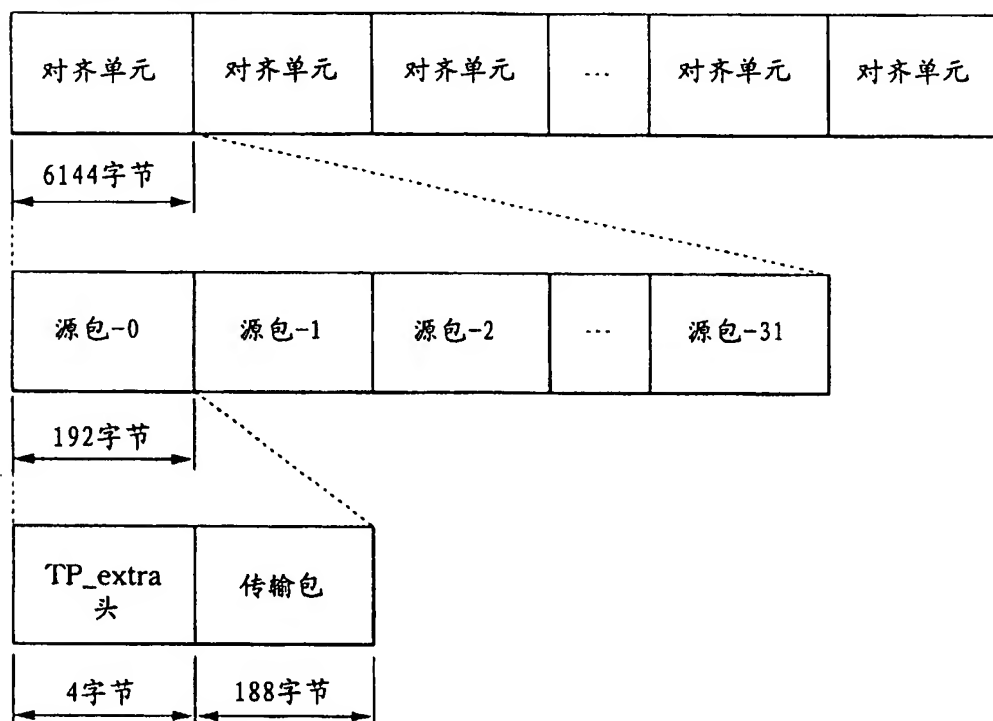 对齐单元 对齐单元 对齐单元 ... 对齐单元 对齐单元
6144字节
源包-0 源包-1 源包-2 ... 源包-31
192字节
TP_extra
头
传输包
4字节 188字节